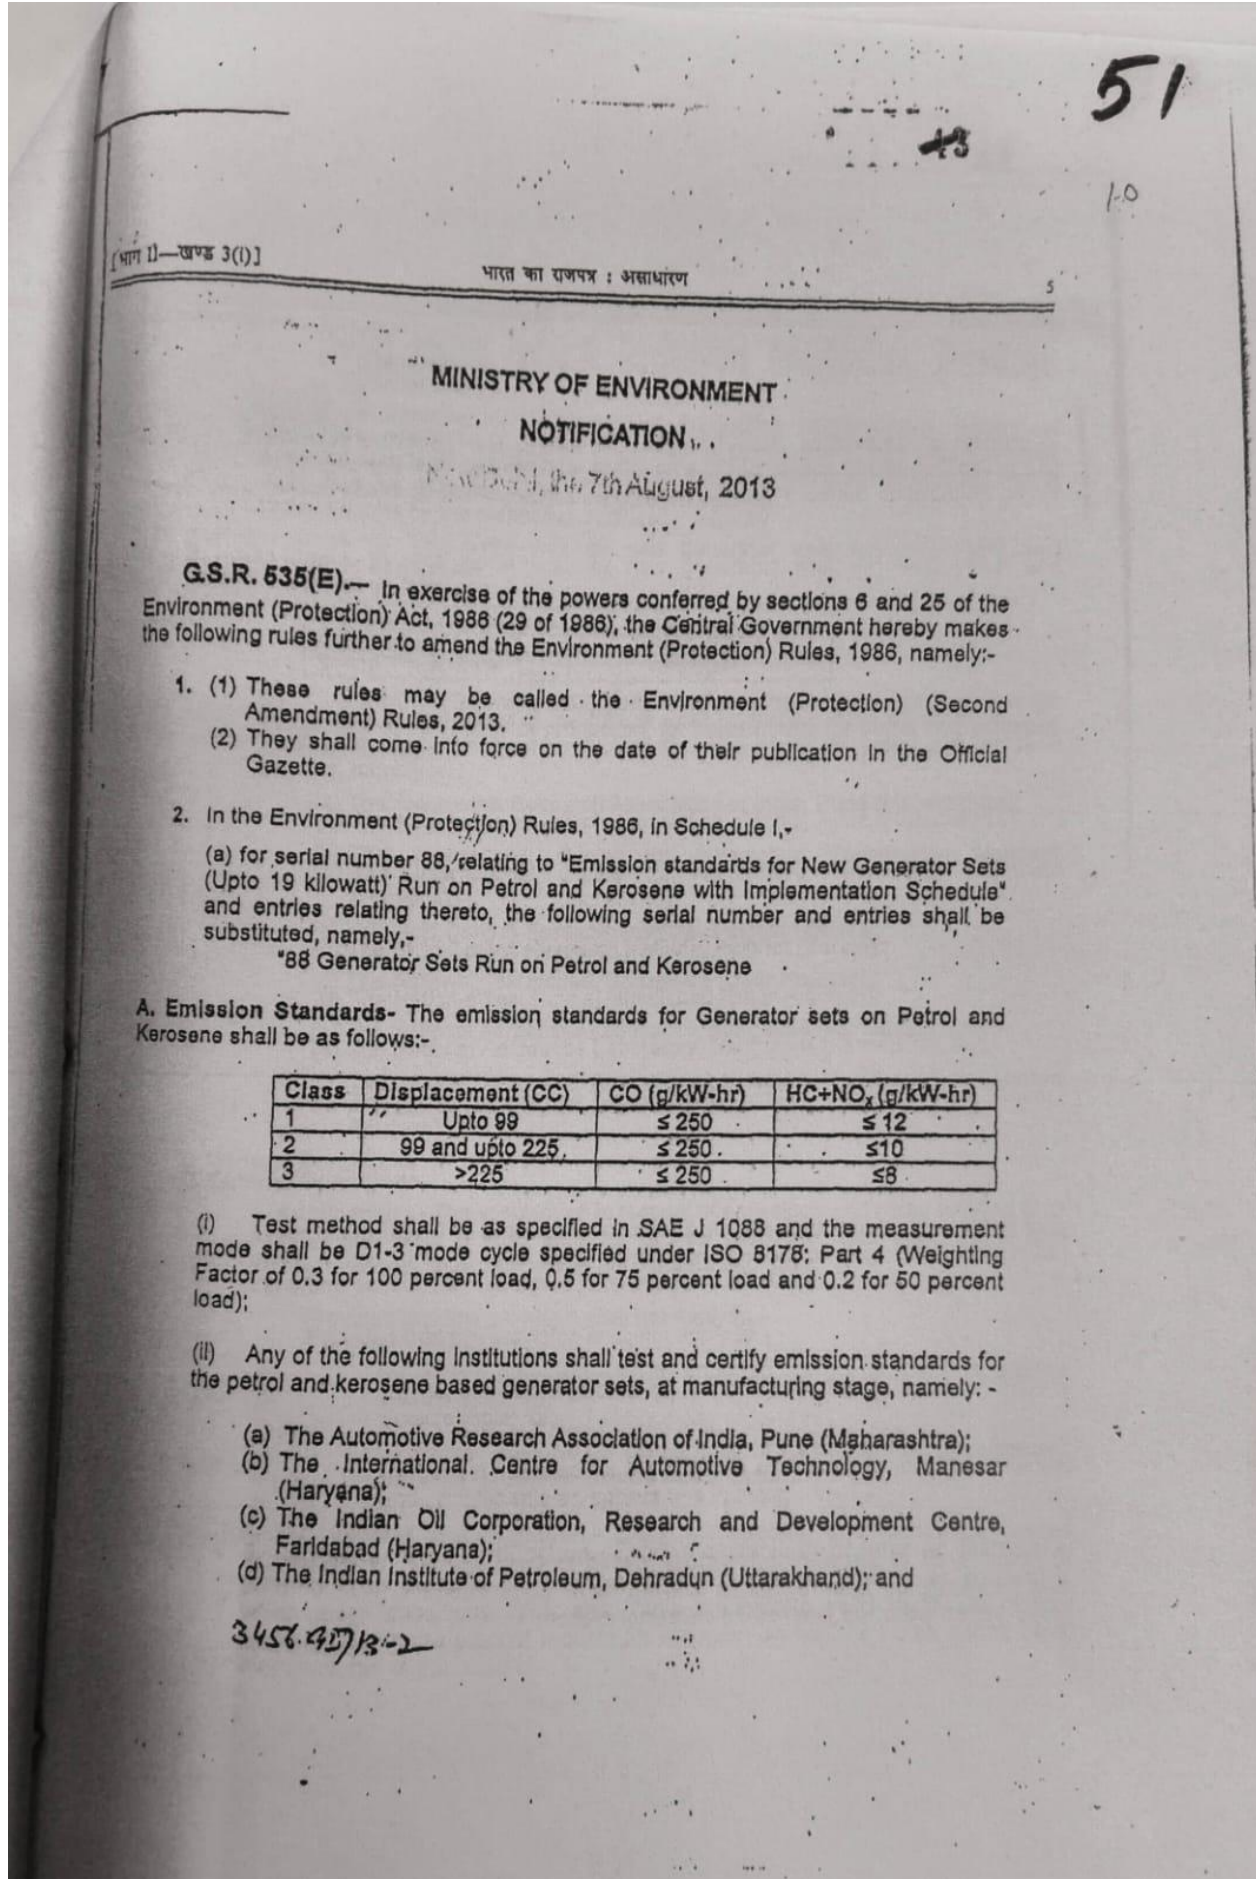 51
[भाग II—खण्ड 3(i)]
भारत का राजपत्र : असाधारण
5
MINISTRY OF ENVIRONMENT
NOTIFICATION
New Delhi, the 7th August, 2013
G.S.R. 535(E).— In exercise of the powers conferred by sections 6 and 25 of the
Environment (Protection) Act, 1986 (29 of 1986), the Central Government hereby makes
the following rules further to amend the Environment (Protection) Rules, 1986, namely:-
1. (1) These rules may be called the Environment (Protection) (Second
Amendment) Rules, 2013.
(2) They shall come into force on the date of their publication in the Official
Gazette.
2. In the Environment (Protection) Rules, 1986, in Schedule I,-
(a) for serial number 88, relating to "Emission standards for New Generator Sets
(Upto 19 kilowatt) Run on Petrol and Kerosene with Implementation Schedule"
and entries relating thereto, the following serial number and entries shall be
substituted, namely,-
"88 Generator Sets Run on Petrol and Kerosene
A. Emission Standards- The emission standards for Generator sets on Petrol and
Kerosene shall be as follows:-
Class Displacement (CC) CO (g/kW-hr) HC+NOx (g/kW-hr)
1 Upto 99 ≤ 250 ≤ 12
2 99 and upto 225 ≤ 250 ≤10
3 >225 ≤ 250 ≤8
(i) Test method shall be as specified in SAE J 1088 and the measurement
mode shall be D1-3 mode cycle specified under ISO 8178: Part 4 (Weighting
Factor of 0.3 for 100 percent load, 0.5 for 75 percent load and 0.2 for 50 percent
load);
(ii) Any of the following institutions shall test and certify emission standards for
the petrol and kerosene based generator sets, at manufacturing stage, namely: -
(a) The Automotive Research Association of India, Pune (Maharashtra);
(b) The International Centre for Automotive Technology, Manesar
(Haryana);
(c) The Indian Oil Corporation, Research and Development Centre,
Faridabad (Haryana);
(d) The Indian Institute of Petroleum, Dehradun (Uttarakhand); and